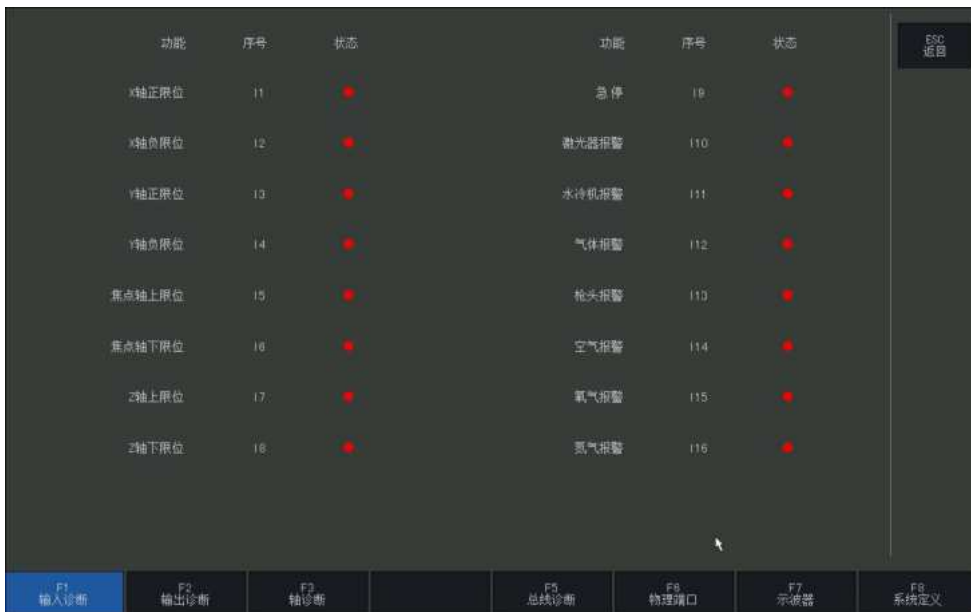 功能 序号 状态 功能 序号 状态
ESC
返回
X轴正限位 I1 急停 I9
X轴负限位 I2 激光器报警 I10
Y轴正限位 I3 水冷机报警 I11
Y轴负限位 I4 气体报警 I12
焦点轴上限位 I5 枪头报警 I13
焦点轴下限位 I6 空气报警 I14
Z轴上限位 I7 氧气报警 I15
Z轴下限位 I8 氮气报警 I16
F1 F2 F3 F5 F6 F7 F8
输入诊断 输出诊断 轴诊断 总线诊断 物理端口 示波器 系统定义